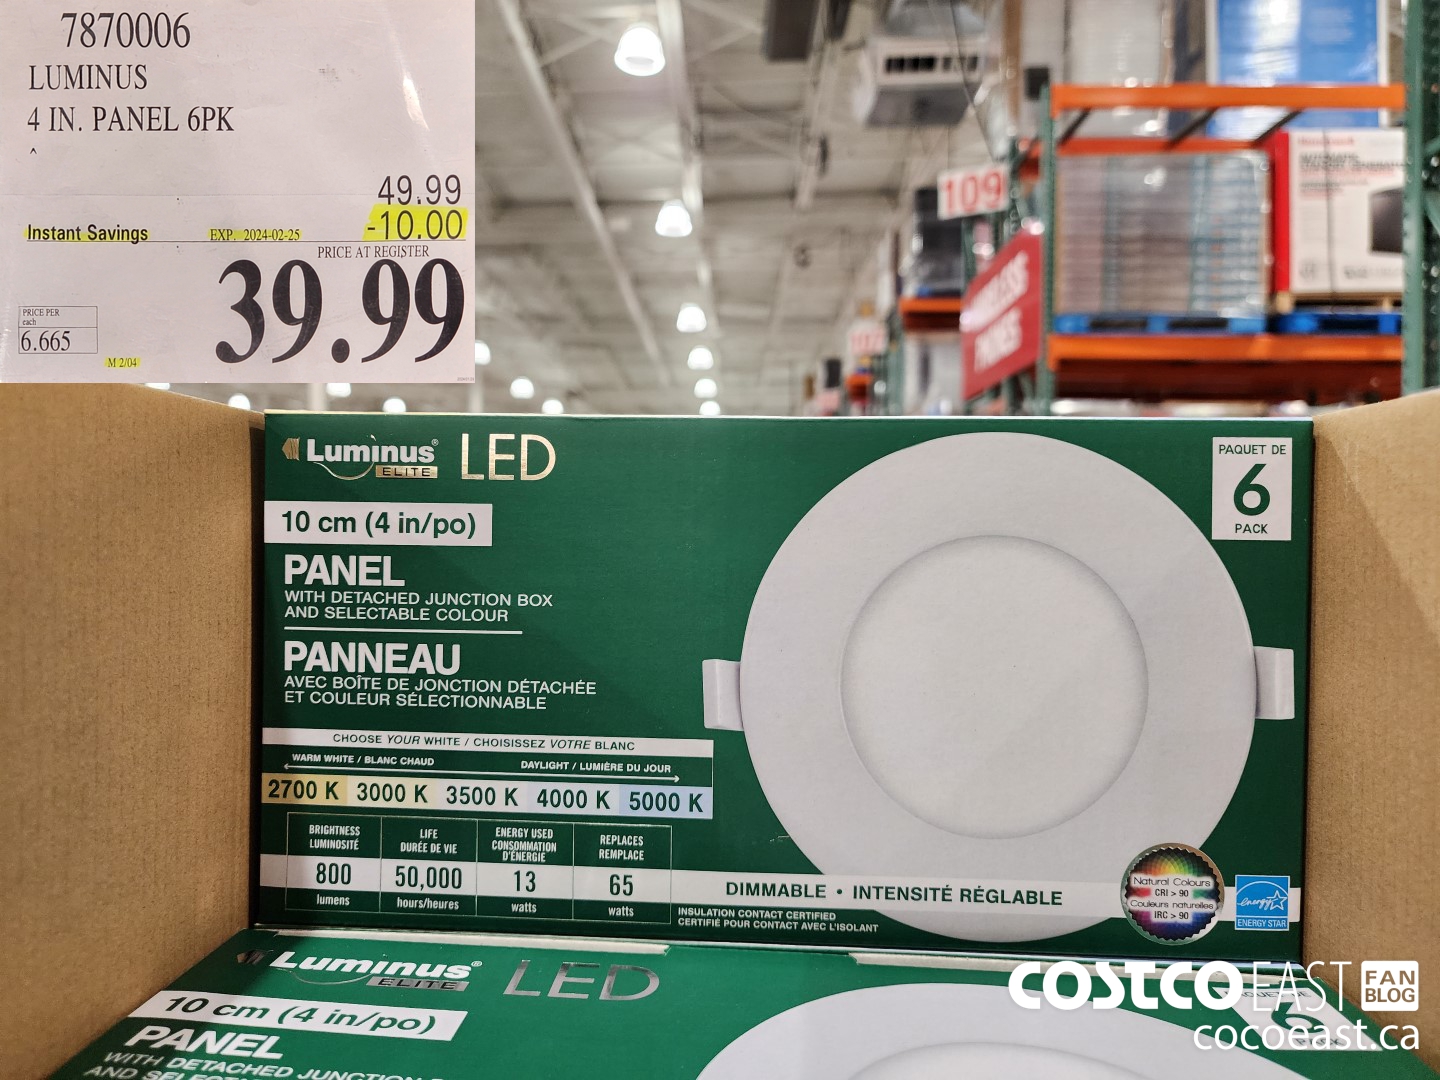 7870006
LUMINUS
4 IN. PANEL 6PK
^
49.99
Instant Savings EXP. 2024-02-25 -10.00
PRICE AT REGISTER
39.99
PRICE PER
each
6.665
M 2/04
109
Luminus® LED
ELITE
PAQUET DE
6
PACK
10 cm (4 in/po)
PANEL
WITH DETACHED JUNCTION BOX
AND SELECTABLE COLOUR
PANNEAU
AVEC BOÎTE DE JONCTION DÉTACHÉE
ET COULEUR SÉLECTIONNABLE
CHOOSE YOUR WHITE / CHOISISSEZ VOTRE BLANC
WARM WHITE / BLANC CHAUD DAYLIGHT / LUMIÈRE DU JOUR
2700 K 3000 K 3500 K 4000 K 5000 K
BRIGHTNESS
LUMINOSITÉ
800
lumens
LIFE
DURÉE DE VIE
50,000
hours/heures
ENERGY USED
CONSOMMATION
D'ÉNERGIE
13
watts
REPLACES
REMPLACE
65
watts
DIMMABLE • INTENSITÉ RÉGLABLE
INSULATION CONTACT CERTIFIED
CERTIFIÉ POUR CONTACT AVEC L'ISOLANT
Natural Colours
CRI > 90
Couleurs naturelles
IRC > 90
energy
ENERGY STAR
Luminus® LED
ELITE
10 cm (4 in/po)
PANEL
WITH DETACHED JUNCTION
COSTCO EAST FAN
BLOG
cocoeast.ca